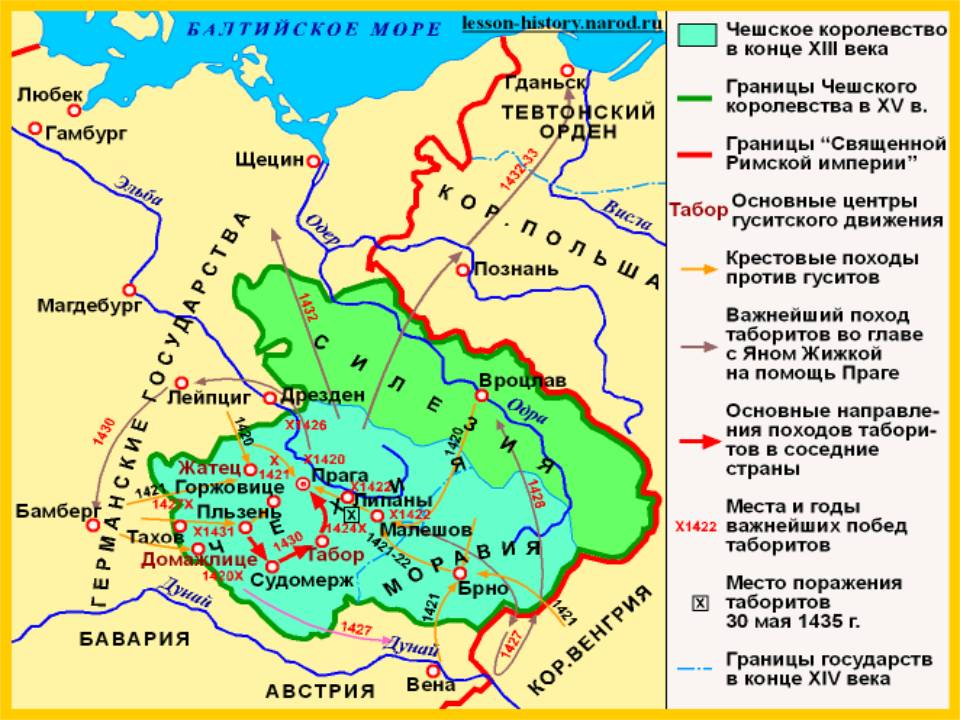 БАЛТИЙСКОЕ МОРЕ
lesson-history.narod.ru
Любек
Гамбург
Щецин
Гданьск
ТЕВТОНСКИЙ
ОРДЕН
1432-33
Эльба
Одер
Висла
КОР. ПОЛЬША
Познань
Магдебург
ГЕРМАНСКИЕ ГОСУДАРСТВА
1432
СИЛЕЗИЯ
Лейпциг
Дрезден
Вроцлав
Одра
1430
1420
X1426
1420
Жатец
X
1421
X1420
Прага
Горжовице
1421
1427X
X1422
Липаны
1428
Бамберг
Пльзень
X1422
X
ЧЕХИЯ
Тахов
X1431
1424X
Малешов
1430
Табор
1421-22
МОРАВИЯ
Домажлице
1420X
Судомерж
Брно
Дунай
1421
1421
БАВАРИЯ
1427
Дунай
1427
КОР.ВЕНГРИЯ
АВСТРИЯ
Вена
Чешское королевство
в конце XIII века
Границы Чешского
королевства в XV в.
Границы “Священной
Римской империи”
Табор
Основные центры
гуситского движения
Крестовые походы
против гуситов
Важнейший поход
таборитов во главе
с Яном Жижкой
на помощь Праге
Основные направле-
ния походов табори-
тов в соседние
страны
X1422
Места и годы
важнейших побед
таборитов
X
Место поражения
таборитов
30 мая 1435 г.
Границы государств
в конце XIV века